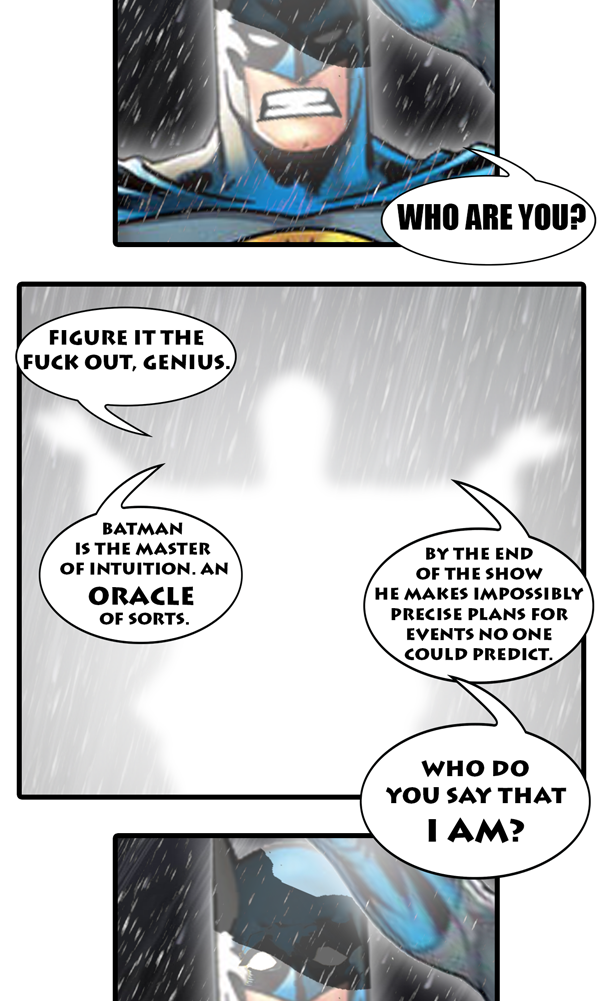 WHO ARE YOU?
FIGURE IT THE
FUCK OUT, GENIUS.
BATMAN
IS THE MASTER
OF INTUITION. AN
ORACLE
OF SORTS.
BY THE END
OF THE SHOW
HE MAKES IMPOSSIBLY
PRECISE PLANS FOR
EVENTS NO ONE
COULD PREDICT.
WHO DO
YOU SAY THAT
I AM?